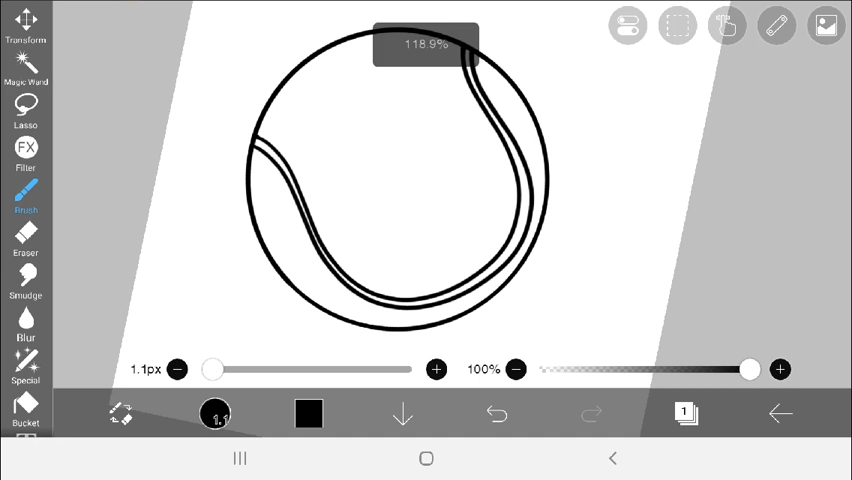 Transform
118.9%
Magic Wand
Lasso
FX
Filter
Brush
Eraser
Smudge
Blur
1.1px
100%
Special
1.1
1
Bucket